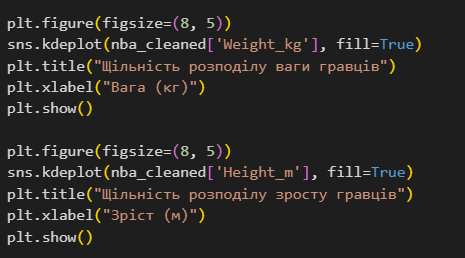 plt.figure(figsize=(8, 5))
sns.kdeplot(nba_cleaned['Weight_kg'], fill=True)
plt.title("Щільність розподілу ваги гравців")
plt.xlabel("Вага (кг)")
plt.show()

plt.figure(figsize=(8, 5))
sns.kdeplot(nba_cleaned['Height_m'], fill=True)
plt.title("Щільність розподілу зросту гравців")
plt.xlabel("Зріст (м)")
plt.show()